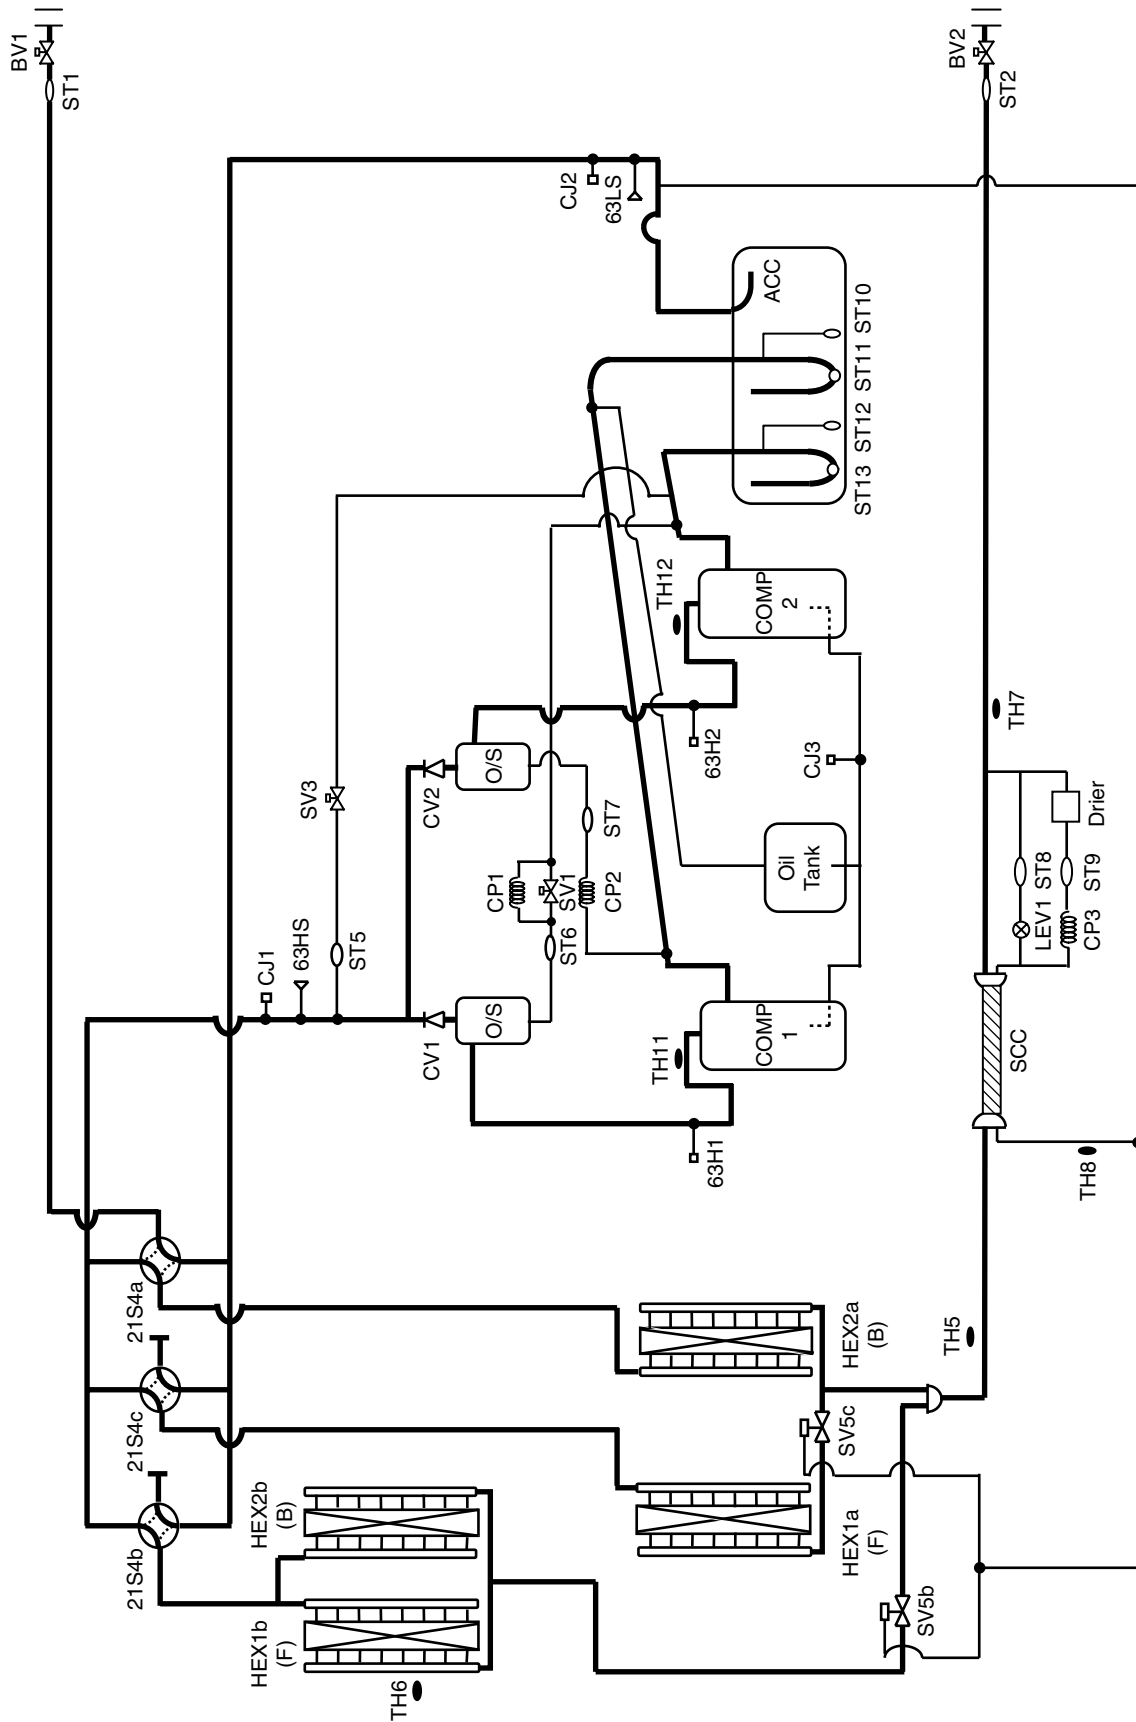 BV1
ST1
BV2
ST2
CJ2
63LS
ACC
ST10
ST11
ST12
ST13
TH12
COMP
2
SV3
CV2
O/S
63H2
TH7
CJ3
Drier
CP1
SV1
ST7
CP2
Oil
Tank
ST8
LEV1
ST9
CP3
CJ1
63HS
ST5
ST6
CV1
O/S
COMP
1
TH11
SCC
63H1
TH8
21S4a
21S4c
21S4b
HEX2a
(B)
TH5
SV5c
HEX2b
(B)
HEX1a
(F)
HEX1b
(F)
SV5b
TH6